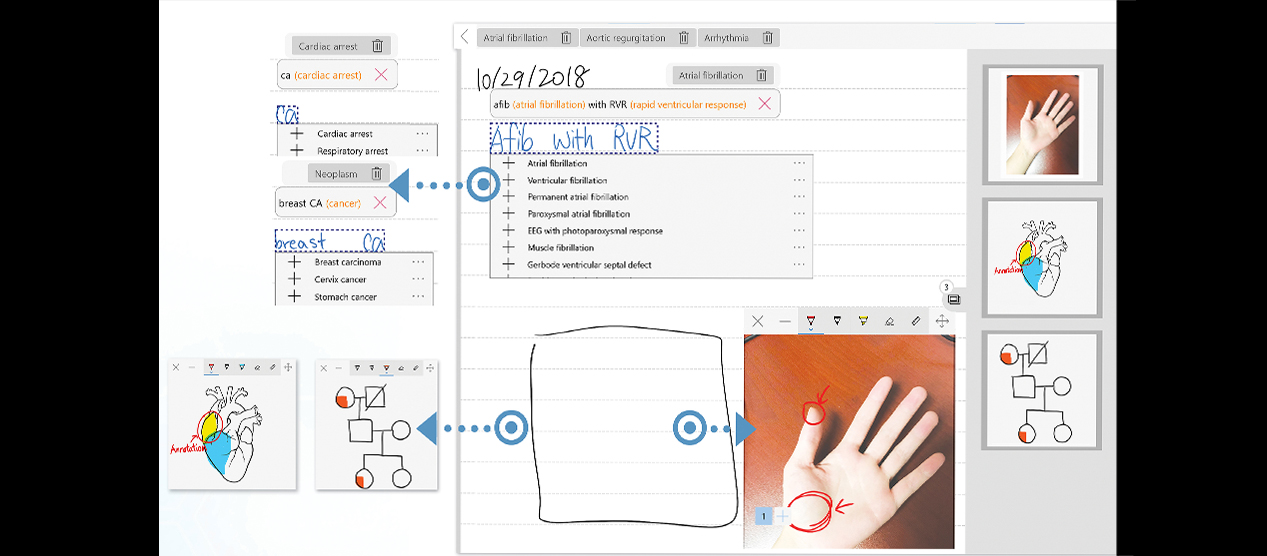 Cardiac arrest
ca (cardiac arrest)
Ca
Cardiac arrest
Respiratory arrest
Neoplasm
breast CA (cancer)
breast Ca
Breast carcinoma
Cervix cancer
Stomach cancer
Atrial fibrillation
Aortic regurgitation
Arrhythmia
10/29/2018
Atrial fibrillation
afib (atrial fibrillation) with RVR (rapid ventricular response)
Afib with RVR
Atrial fibrillation
Ventricular fibrillation
Permanent atrial fibrillation
Paroxysmal atrial fibrillation
EEG with photoparoxysmal response
Muscle fibrillation
Gerbode ventricular septal defect
3
Annotation
1
Annotation